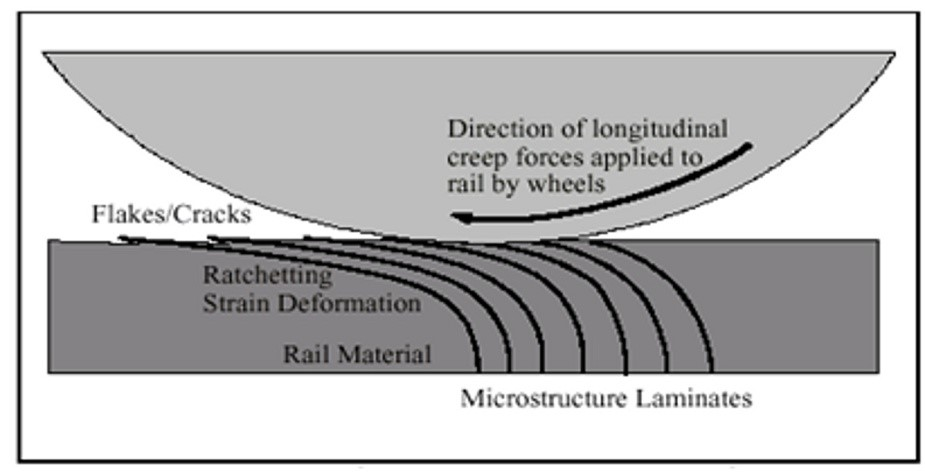 Direction of longitudinal
creep forces applied to
rail by wheels
Flakes/Cracks
Ratchetting
Strain Deformation
Rail Material
Microstructure Laminates